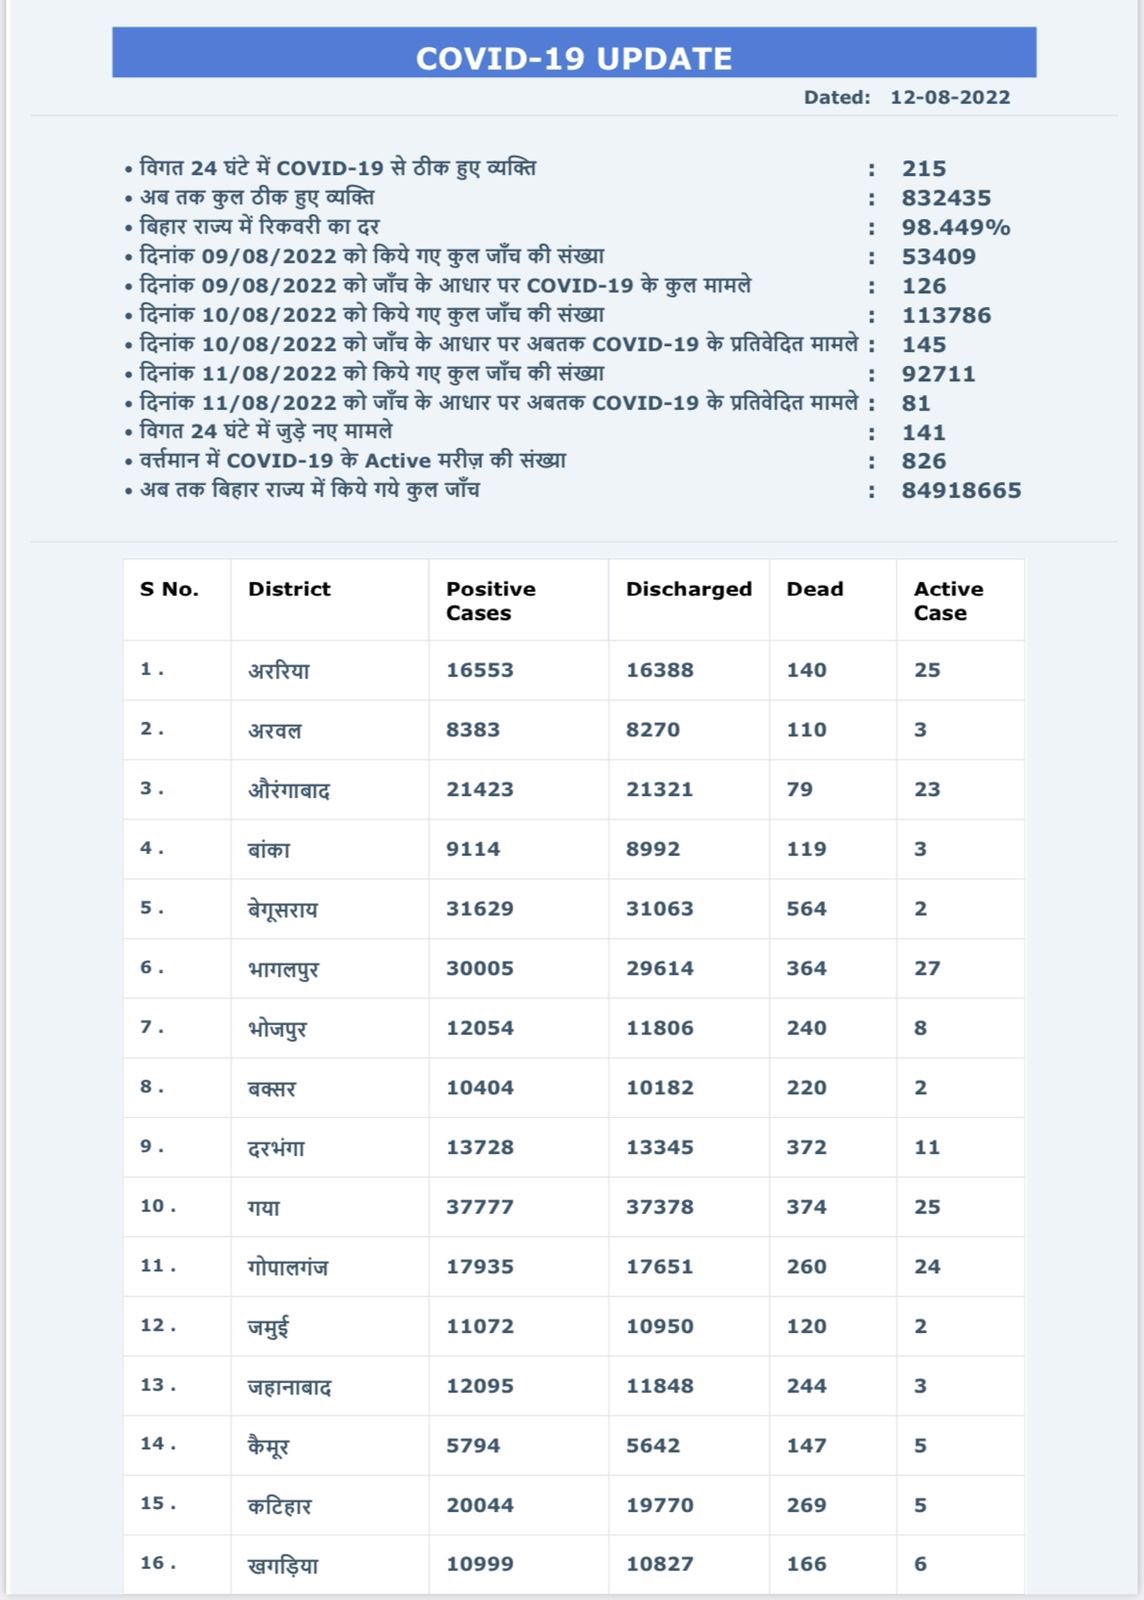 COVID-19 UPDATE
Dated: 12-08-2022
• विगत 24 घंटे में COVID-19 से ठीक हुए व्यक्ति : 215
• अब तक कुल ठीक हुए व्यक्ति : 832435
• बिहार राज्य में रिकवरी का दर : 98.449%
• दिनांक 09/08/2022 को किये गए कुल जाँच की संख्या : 53409
• दिनांक 09/08/2022 को जाँच के आधार पर COVID-19 के कुल मामले : 126
• दिनांक 10/08/2022 को किये गए कुल जाँच की संख्या : 113786
• दिनांक 10/08/2022 को जाँच के आधार पर अबतक COVID-19 के प्रतिवेदित मामले : 145
• दिनांक 11/08/2022 को किये गए कुल जाँच की संख्या : 92711
• दिनांक 11/08/2022 को जाँच के आधार पर अबतक COVID-19 के प्रतिवेदित मामले : 81
• विगत 24 घंटे में जुड़े नए मामले : 141
• वर्त्तमान में COVID-19 के Active मरीज़ की संख्या : 826
• अब तक बिहार राज्य में किये गये कुल जाँच : 84918665
S No. District Positive Cases Discharged Dead Active Case
1 . अररिया 16553 16388 140 25
2 . अरवल 8383 8270 110 3
3 . औरंगाबाद 21423 21321 79 23
4 . बांका 9114 8992 119 3
5 . बेगूसराय 31629 31063 564 2
6 . भागलपुर 30005 29614 364 27
7 . भोजपुर 12054 11806 240 8
8 . बक्सर 10404 10182 220 2
9 . दरभंगा 13728 13345 372 11
10 . गया 37777 37378 374 25
11 . गोपालगंज 17935 17651 260 24
12 . जमुई 11072 10950 120 2
13 . जहानाबाद 12095 11848 244 3
14 . कैमूर 5794 5642 147 5
15 . कटिहार 20044 19770 269 5
16 . खगड़िया 10999 10827 166 6